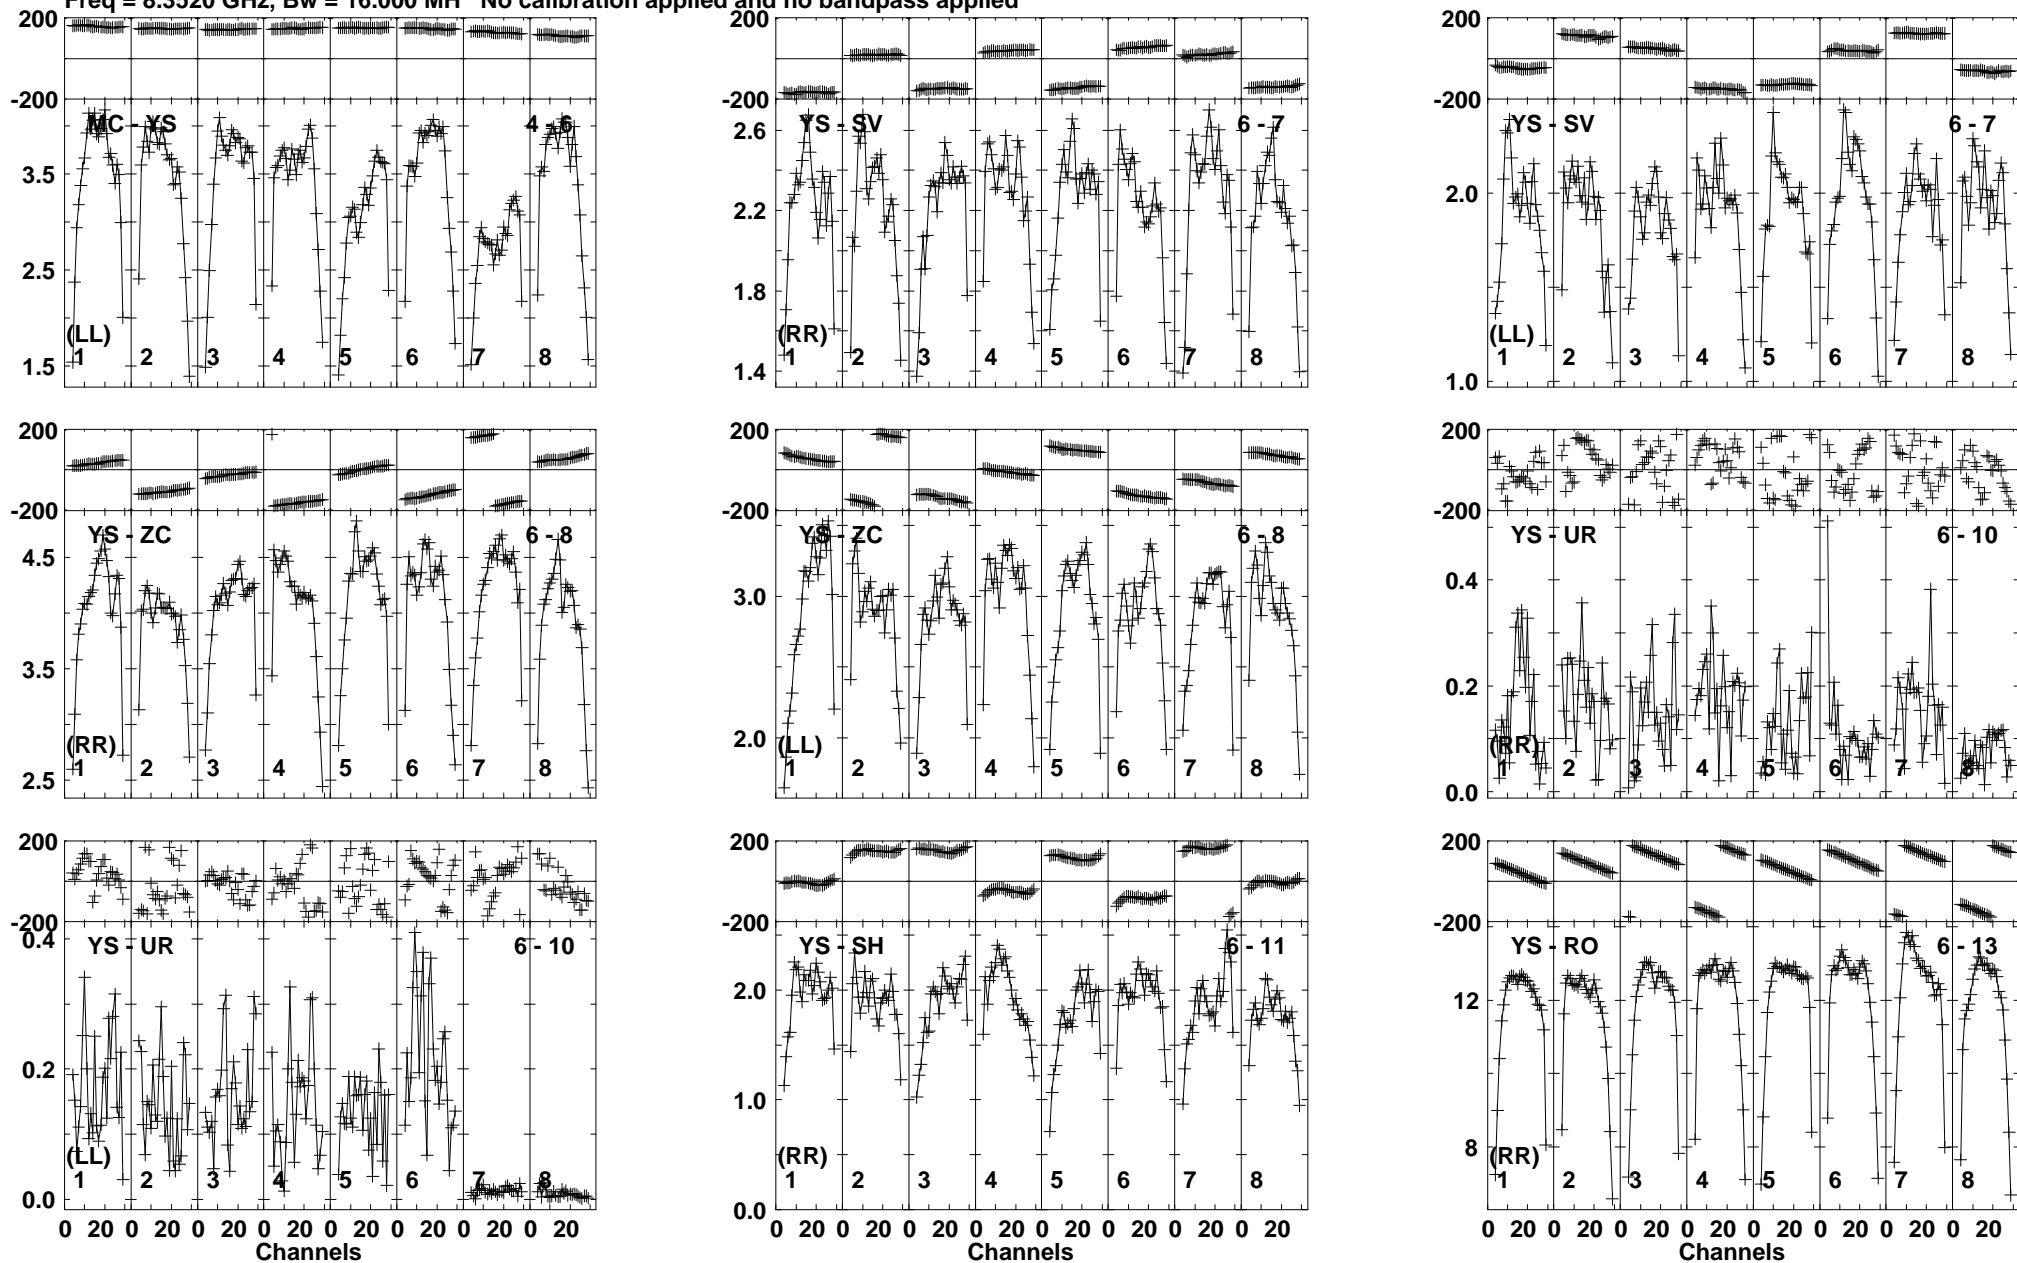 Freq = 8.3520 GHz, Bw = 16.000 MH No calibration applied and no bandpass applied
200 200 200
-200 -200 -200
MC - YS 4 - 6 YS - SV 6 - 7 YS - SV 6 - 7
2.6
3.5 2.2 2.0
2.5 1.8
(LL) (RR) (LL)
1 2 3 4 5 6 7 8 1 2 3 4 5 6 7 8 1 2 3 4 5 6 7 8
1.5 1.4 1.0
200 200 200
-200 -200 -200
YS - ZC 6 - 8 YS - ZC 6 - 8 YS - UR 6 - 10
4.5 3.0 0.4
3.5 0.2
(RR) 2.0 (LL) (RR)
1 2 3 4 5 6 7 8 1 2 3 4 5 6 7 8 1 2 3 4 5 6 7 8
2.5 0.0
200 200 200
-200 -200 -200
0.4 YS - UR 6 - 10 YS - SH 6 - 11 YS - RO 6 - 13
2.0 12
0.2 1.0
(LL) (RR) 8 (RR)
1 2 3 4 5 6 7 8 1 2 3 4 5 6 7 8 1 2 3 4 5 6 7 8
0.0 0.0
0 20 0 20 0 20 0 20 0 20 0 20 0 20 0 20 0 20 0 20 0 20 0 20 0 20 0 20 0 20 0 20 0 20 0 20 0 20 0 20 0 20 0 20 0 20 0 20
Channels Channels Channels